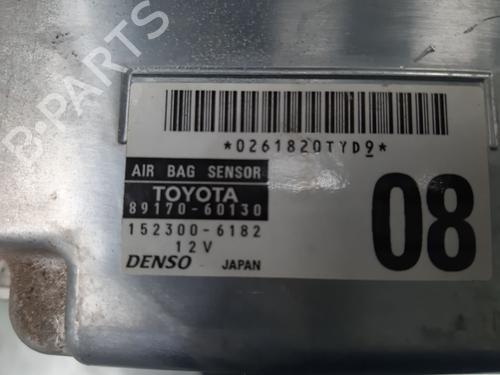 B-PARTS
*0261820TYD9*
AIR BAG SENSOR
TOYOTA
89170-60130
152300-6182
12V
DENSO JAPAN
08